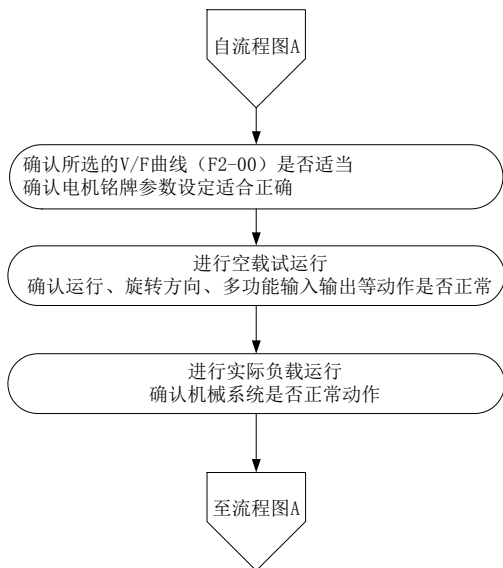 自流程图A
确认所选的V/F曲线（F2-00）是否适当
确认电机铭牌参数设定适合正确
进行空载试运行
确认运行、旋转方向、多功能输入输出等动作是否正常
进行实际负载运行
确认机械系统是否正常动作
至流程图A